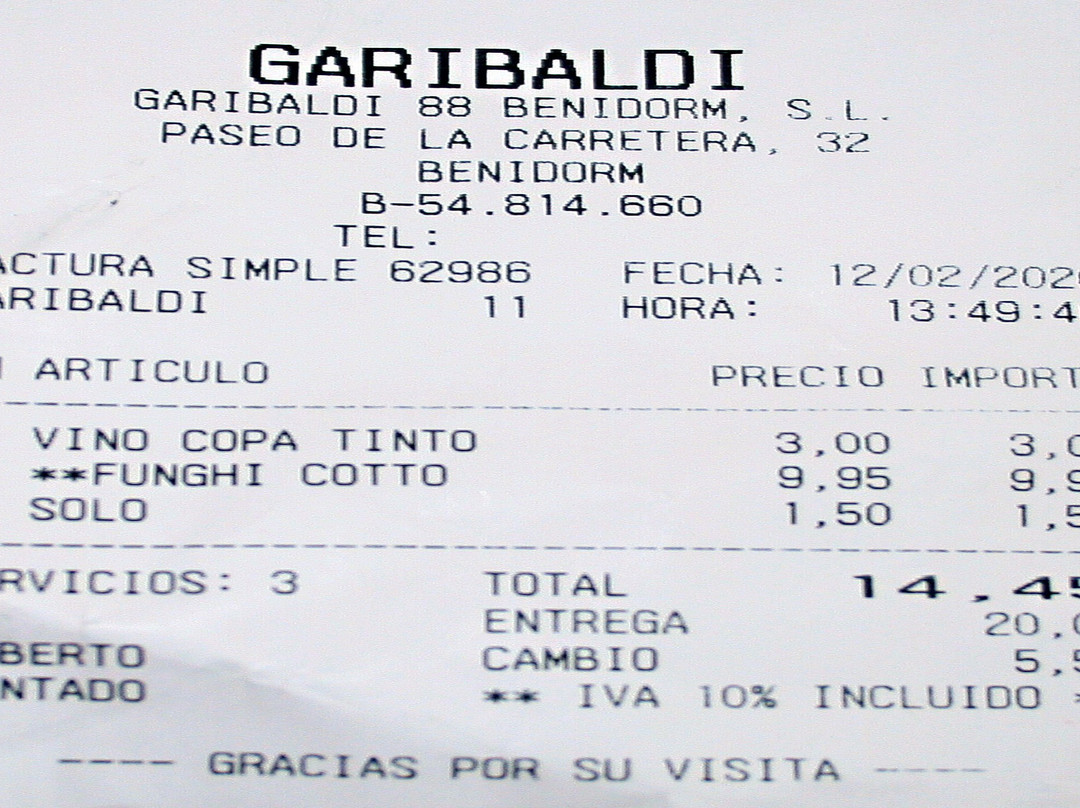 GARIBALDI
GARIBALDI 88 BENIDORM, S.L.
PASEO DE LA CARRETERA, 32
BENIDORM
B-54.814.660
TEL:
ACTURA SIMPLE 62986 FECHA: 12/02/202
ARIBALDI 11 HORA: 13:49:4
ARTICULO PRECIO IMPORT
VINO COPA TINTO 3,00 3,0
**FUNGHI COTTO 9,95 9,9
SOLO 1,50 1,5
RVICIOS: 3 TOTAL 14,45
ENTREGA 20,0
BERTO CAMBIO 5,5
NTADO ** IVA 10% INCLUIDO *
---- GRACIAS POR SU VISITA ----